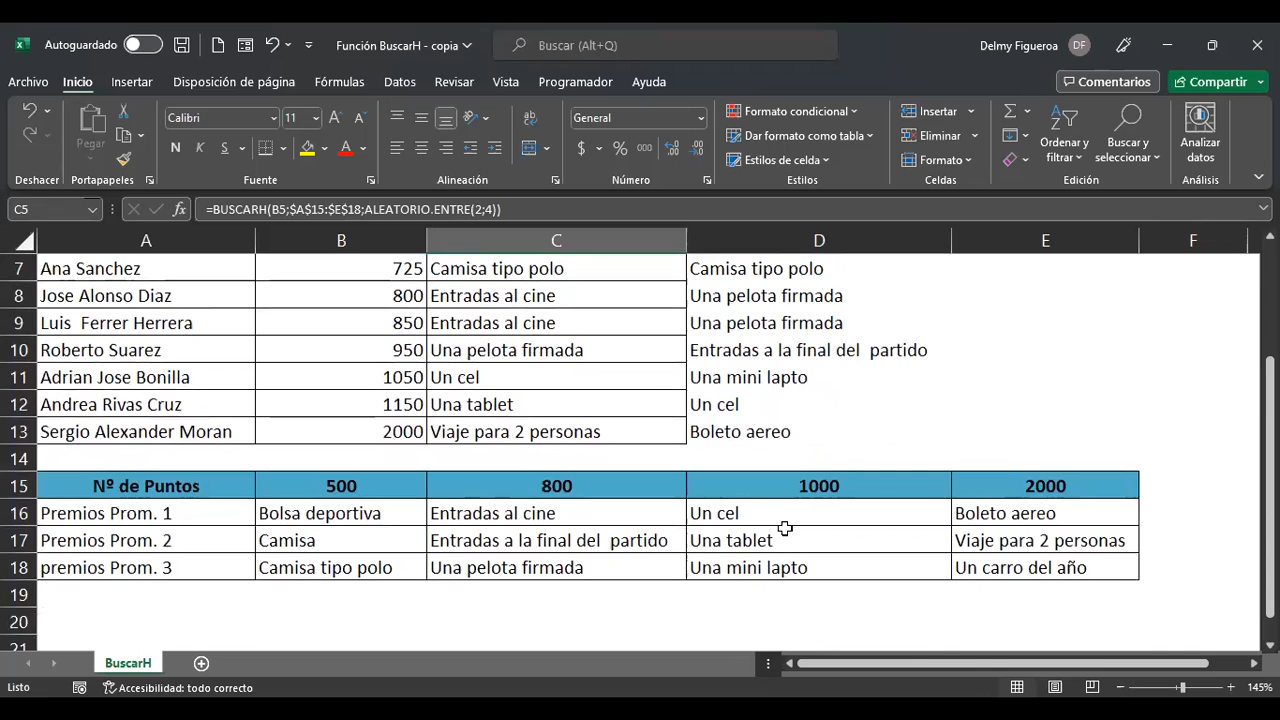 Autoguardado
Función BuscarH - copia
Buscar (Alt+Q)
Delmy Figueroa DF
Archivo Inicio Insertar Disposición de página Fórmulas Datos Revisar Vista Programador Ayuda
Comentarios Compartir
Pegar
Calibri 11
N K S
General
$ % 000
Formato condicional
Dar formato como tabla
Estilos de celda
Insertar
Eliminar
Formato
Ordenar y filtrar
Buscar y seleccionar
Analizar datos
Deshacer Portapapeles Fuente Alineación Número Estilos Celdas Edición Análisis
C5 fx =BUSCARH(B5;$A$15:$E$18;ALEATORIO.ENTRE(2;4))
A B C D E F
7 Ana Sanchez 725 Camisa tipo polo Camisa tipo polo
8 Jose Alonso Diaz 800 Entradas al cine Una pelota firmada
9 Luis  Ferrer Herrera 850 Entradas al cine Una pelota firmada
10 Roberto Suarez 950 Una pelota firmada Entradas a la final del  partido
11 Adrian Jose Bonilla 1050 Un cel Una mini lapto
12 Andrea Rivas Cruz 1150 Una tablet Un cel
13 Sergio Alexander Moran 2000 Viaje para 2 personas Boleto aereo
14
15 Nº de Puntos 500 800 1000 2000
16 Premios Prom. 1 Bolsa deportiva Entradas al cine Un cel Boleto aereo
17 Premios Prom. 2 Camisa Entradas a la final del  partido Una tablet Viaje para 2 personas
18 premios Prom. 3 Camisa tipo polo Una pelota firmada Una mini lapto Un carro del año
19
20
21
BuscarH
Listo Accesibilidad: todo correcto 145%